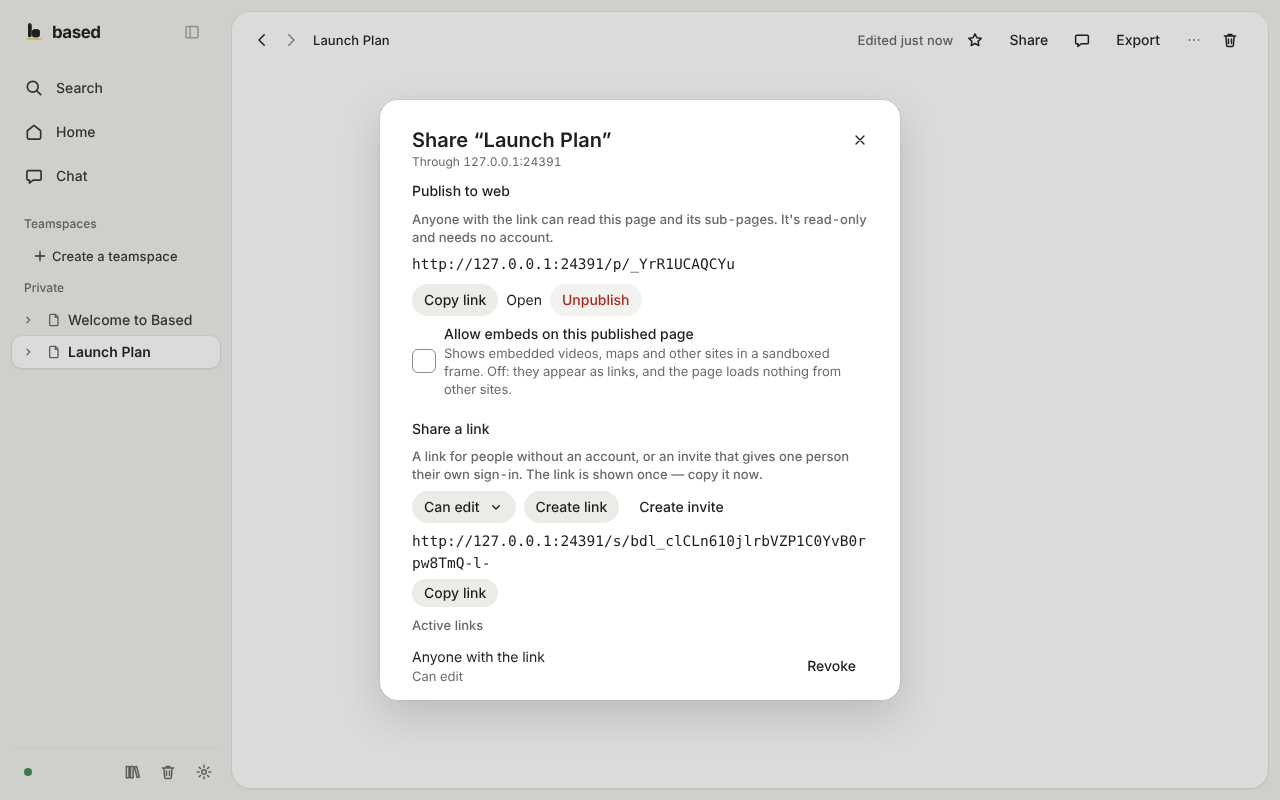 based
Search
Home
Chat
Teamspaces
Create a teamspace
Private
Welcome to Based
Launch Plan
Launch Plan
Edited just now
Share
Export
Share “Launch Plan”
Through 127.0.0.1:24391
Publish to web
Anyone with the link can read this page and its sub-pages. It's read-only
and needs no account.
http://127.0.0.1:24391/p/_YrR1UCAQCYu
Copy link
Open
Unpublish
Allow embeds on this published page
Shows embedded videos, maps and other sites in a sandboxed
frame. Off: they appear as links, and the page loads nothing from
other sites.
Share a link
A link for people without an account, or an invite that gives one person
their own sign-in. The link is shown once — copy it now.
Can edit
Create link
Create invite
http://127.0.0.1:24391/s/bdl_clCLn610jlrbVZP1C0YvB0r
pw8TmQ-l-
Copy link
Active links
Anyone with the link
Can edit
Revoke